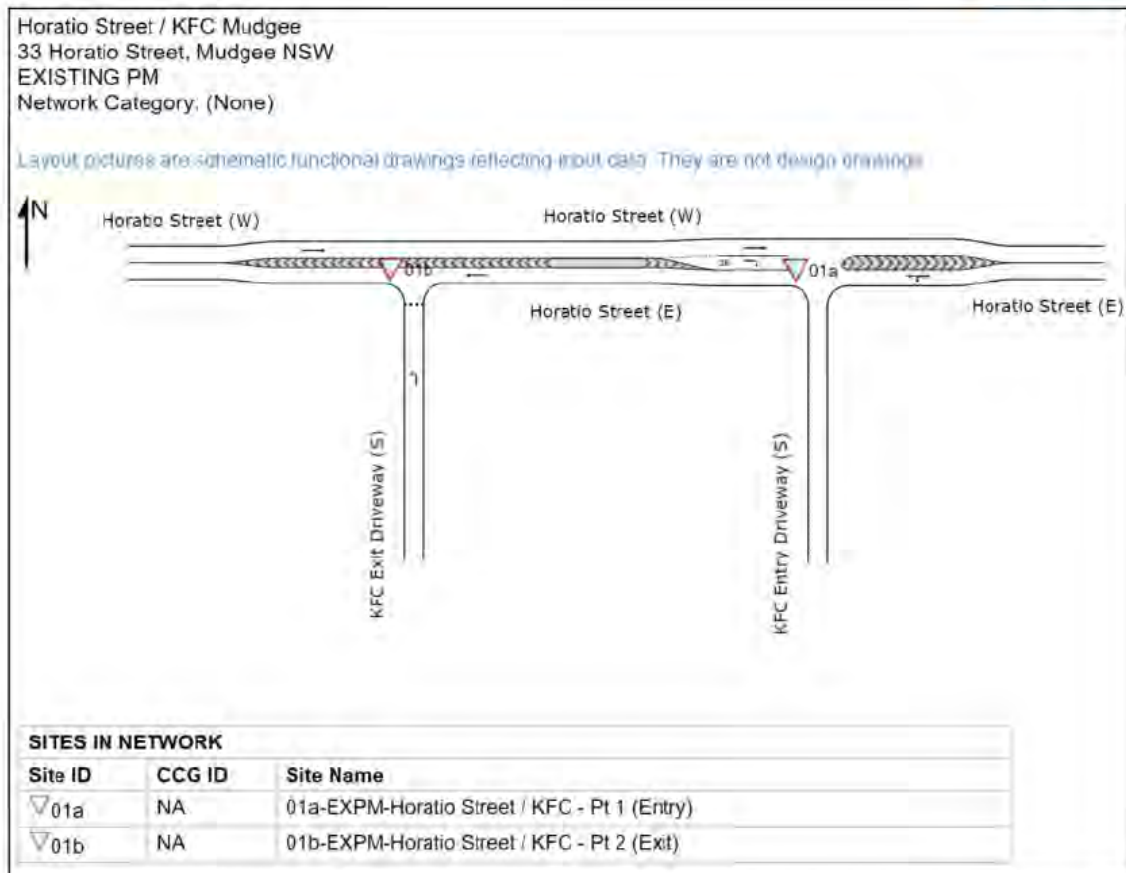 Horatio Street / KFC Mudgee
33 Horatio Street, Mudgee NSW
EXISTING PM
Network Category: (None)
Layout pictures are schematic functional drawings reflecting input data. They are not design drawings.
N
Horatio Street (W)
Horatio Street (W)
01b
01a
Horatio Street (E)
Horatio Street (E)
KFC Exit Driveway (S)
KFC Entry Driveway (S)
SITES IN NETWORK
Site ID CCG ID Site Name
01a NA 01a-EXPM-Horatio Street / KFC - Pt 1 (Entry)
01b NA 01b-EXPM-Horatio Street / KFC - Pt 2 (Exit)